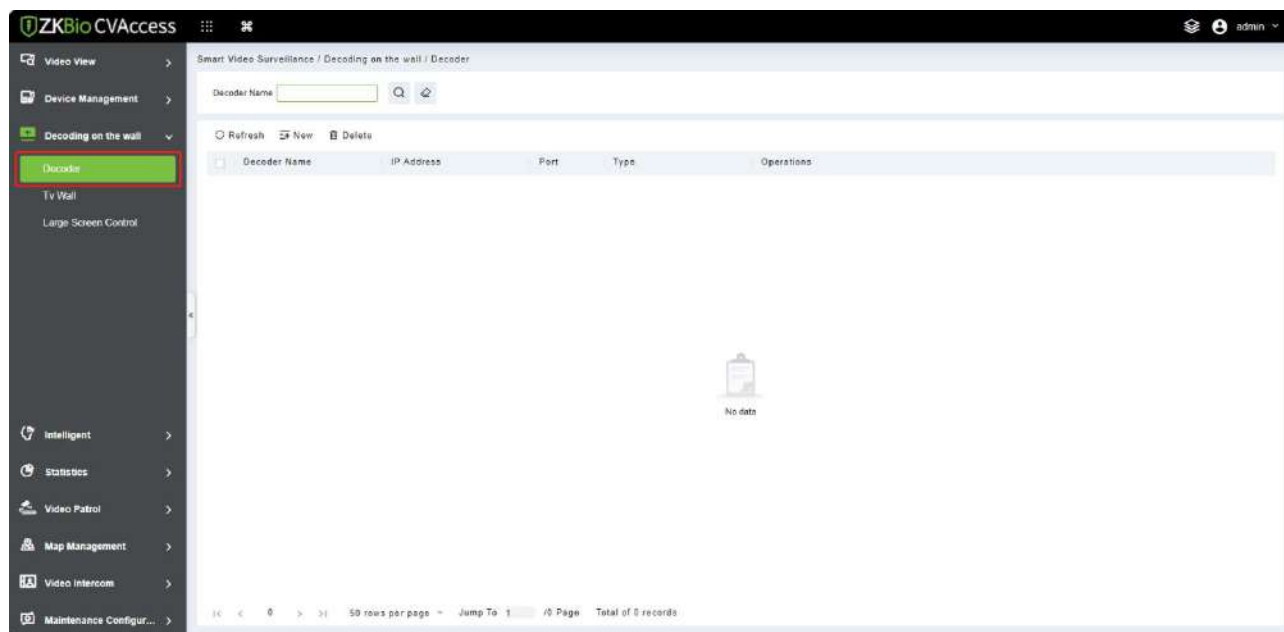 ZKBio CVAccess
admin
Video View
Smart Video Surveillance / Decoding on the wall / Decoder
Device Management
Decoder Name
Decoding on the wall
Refresh New Delete
Decoder
Decoder Name IP Address Port Type Operations
Tv Wall
Large Screen Control
No data
Intelligent
Statistics
Video Patrol
Map Management
Video Intercom
Maintenance Configur...
0 50 rows per page Jump To 1 /0 Page Total of 0 records